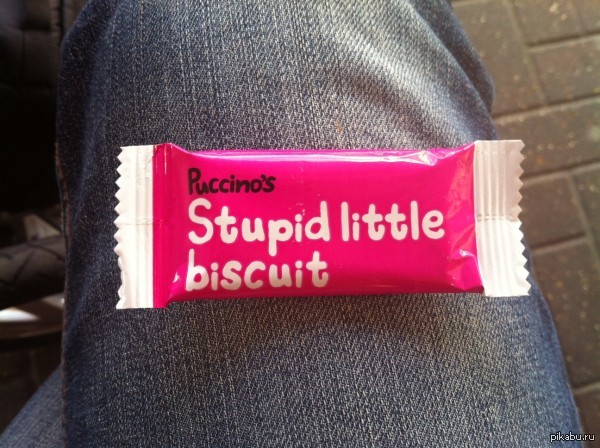 Puccino's
Stupid little
biscuit
pikabu.ru